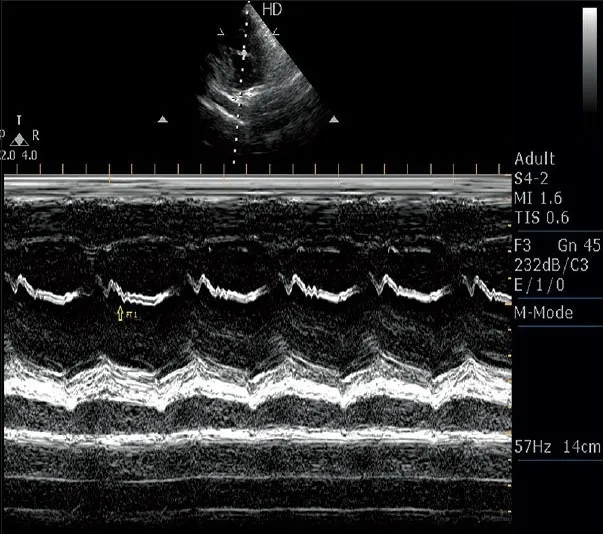 HD
T
P R
2.0 4.0
Adult
S4-2
MI 1.6
TIS 0.6
F3 Gn 45
232dB/C3
E/1/0
M-Mode
FT1
57Hz 14cm